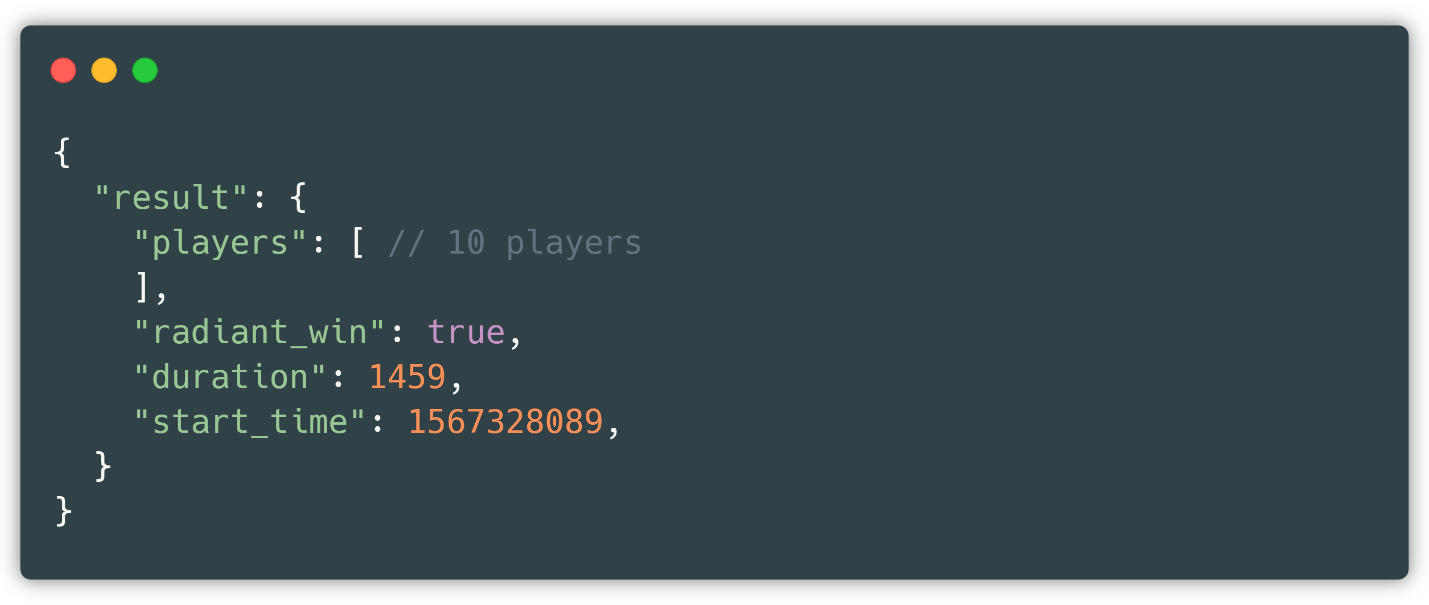 {
  "result": {
    "players": [ // 10 players
    ],
    "radiant_win": true,
    "duration": 1459,
    "start_time": 1567328089,
  }
}